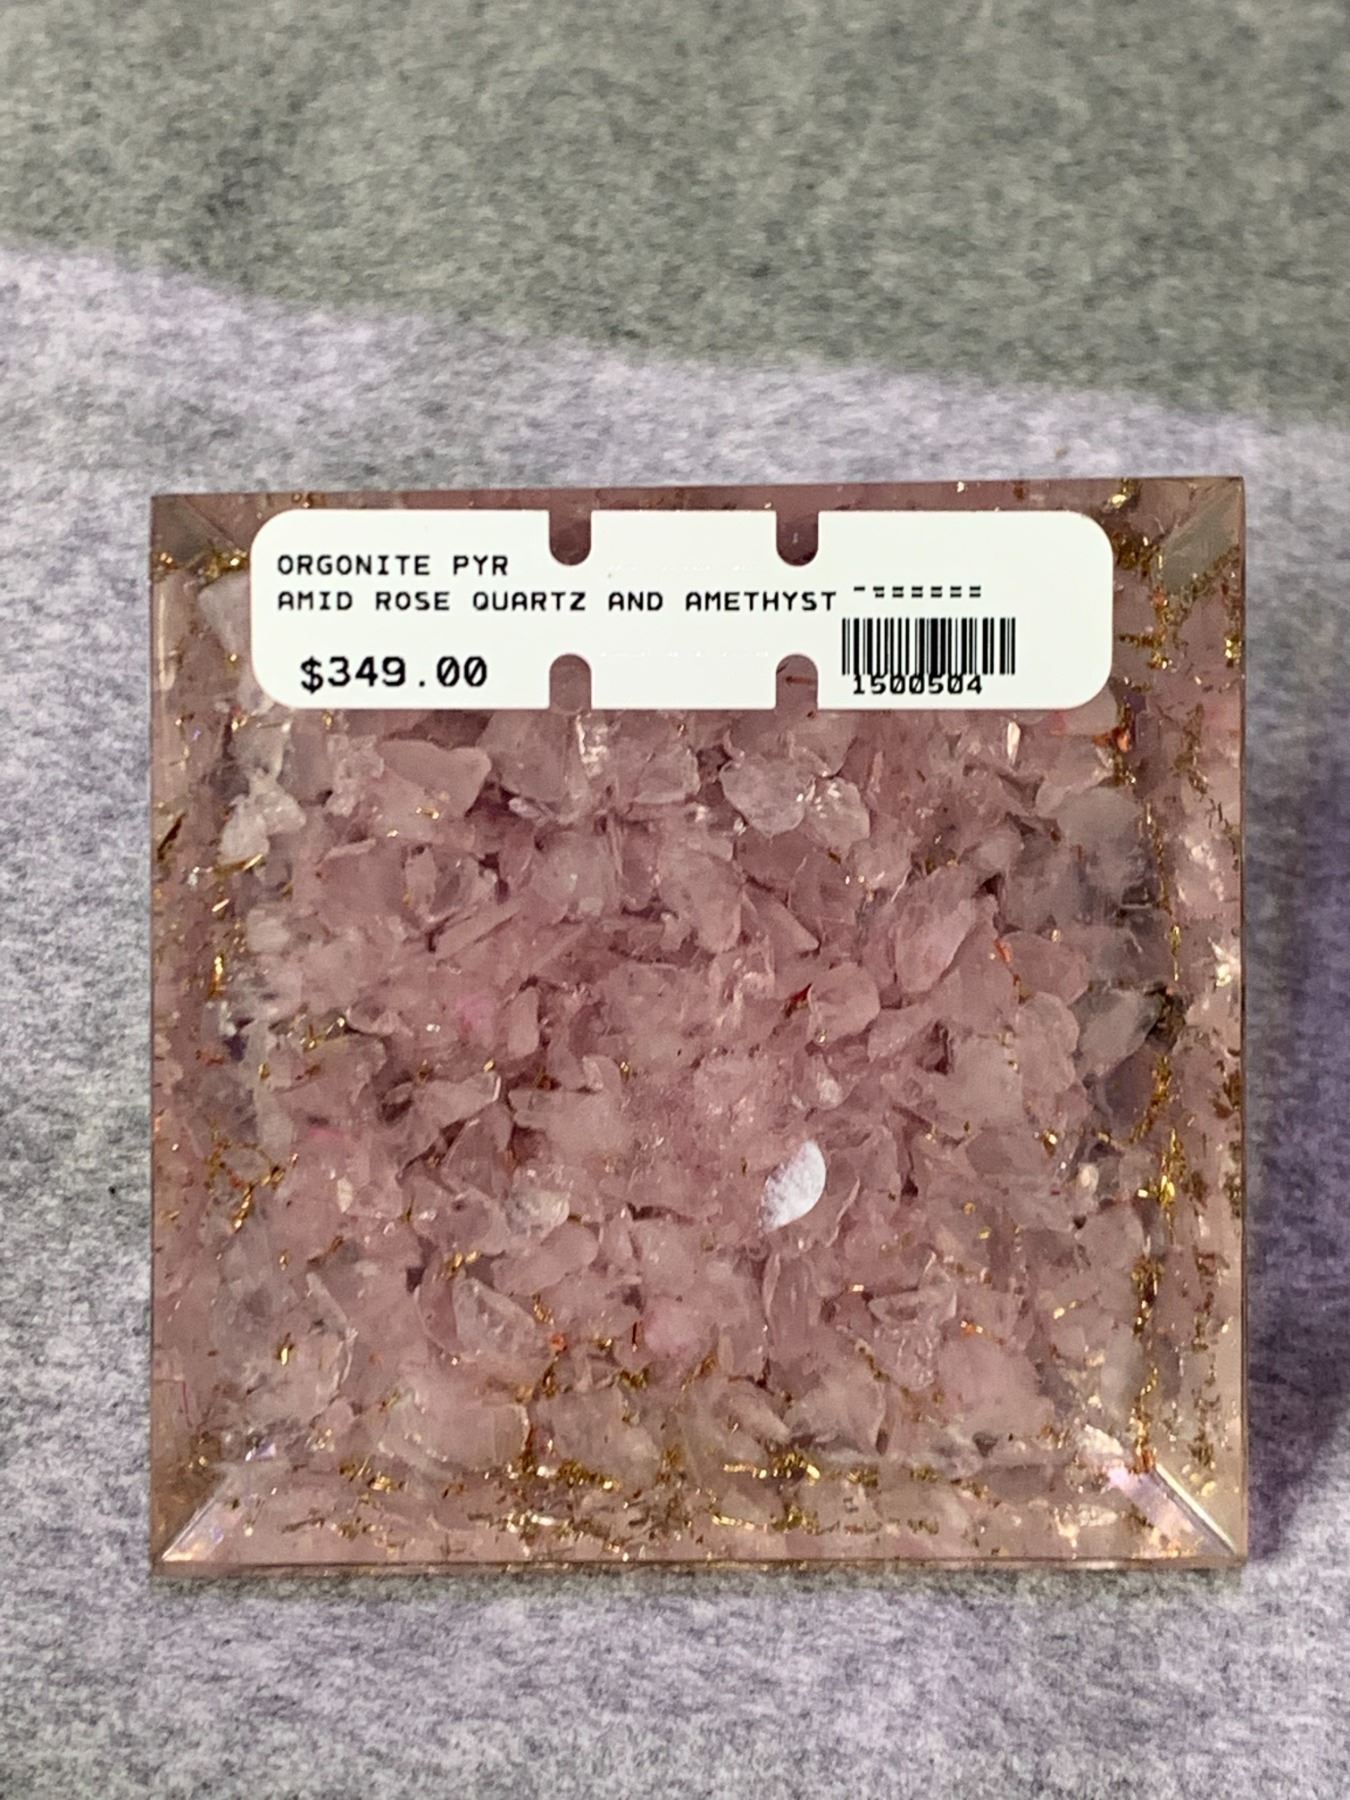 ORGONITE PYR
AMID ROSE QUARTZ AND AMETHYST
$349.00
1500504